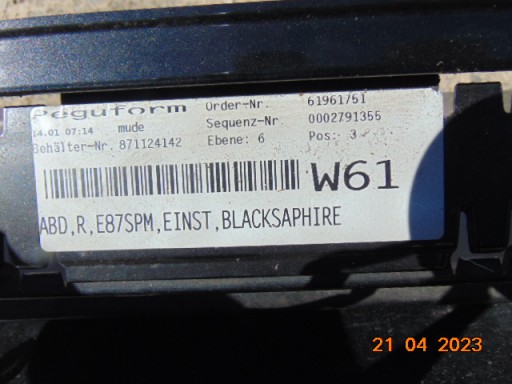 Peguform Order-Nr. 61961751
14.01 07:14 mude Sequenz-Nr. 0002791355
Behälter-Nr. 871124142 Ebene: 6 Pos: 3
W61
ABD,R,E87SPM,EINST,BLACKSAPHIRE
21 04 2023